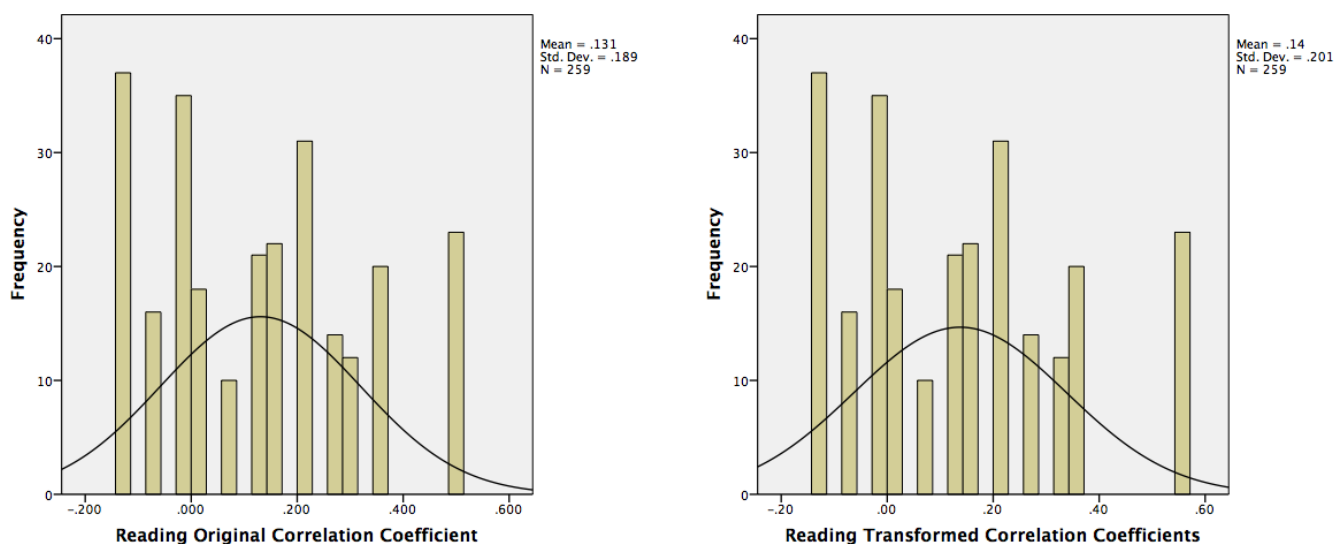 40
30
20
10
0
Frequency
-.200
.000
.200
.400
.600
Reading Original Correlation Coefficient
Mean = .131
Std. Dev. = .189
N = 259
40
30
20
10
0
Frequency
-.20
.00
.20
.40
.60
Reading Transformed Correlation Coefficients
Mean = .14
Std. Dev. = .201
N = 259